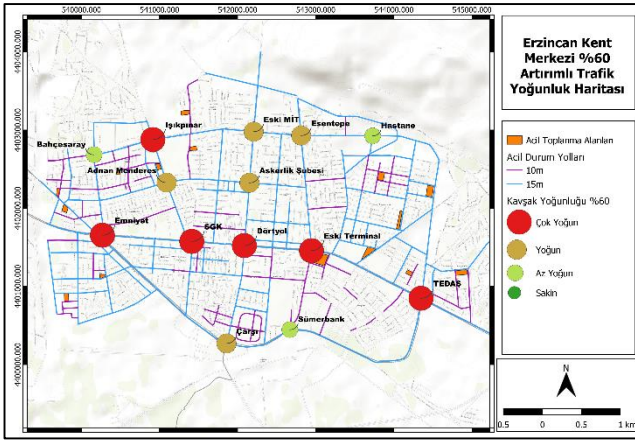 540000.000
541000.000
542000.000
543000.000
544000.000
545000.000
4404000.000
4403000.000
4402000.000
4401000.000
4400000.000
Eski MİT
Esentepe
Hastane
Işıkpınar
Bahçesaray
Adnan Menderes
Askerlik Şubesi
Emniyet
SGK
Eski Terminal
TEDAŞ
Sümerbank
Çarşı
Erzincan Kent
Merkezi %60
Artırımlı Trafik
Yoğunluk Haritası
Acil Toplanma Alanları
Acil Durum Yolları
10m
15m
Kavşak Yoğunluğu %60
Çok Yoğun
Yoğun
Az Yoğun
Sakin
N
0.5 0 0.5 1 km